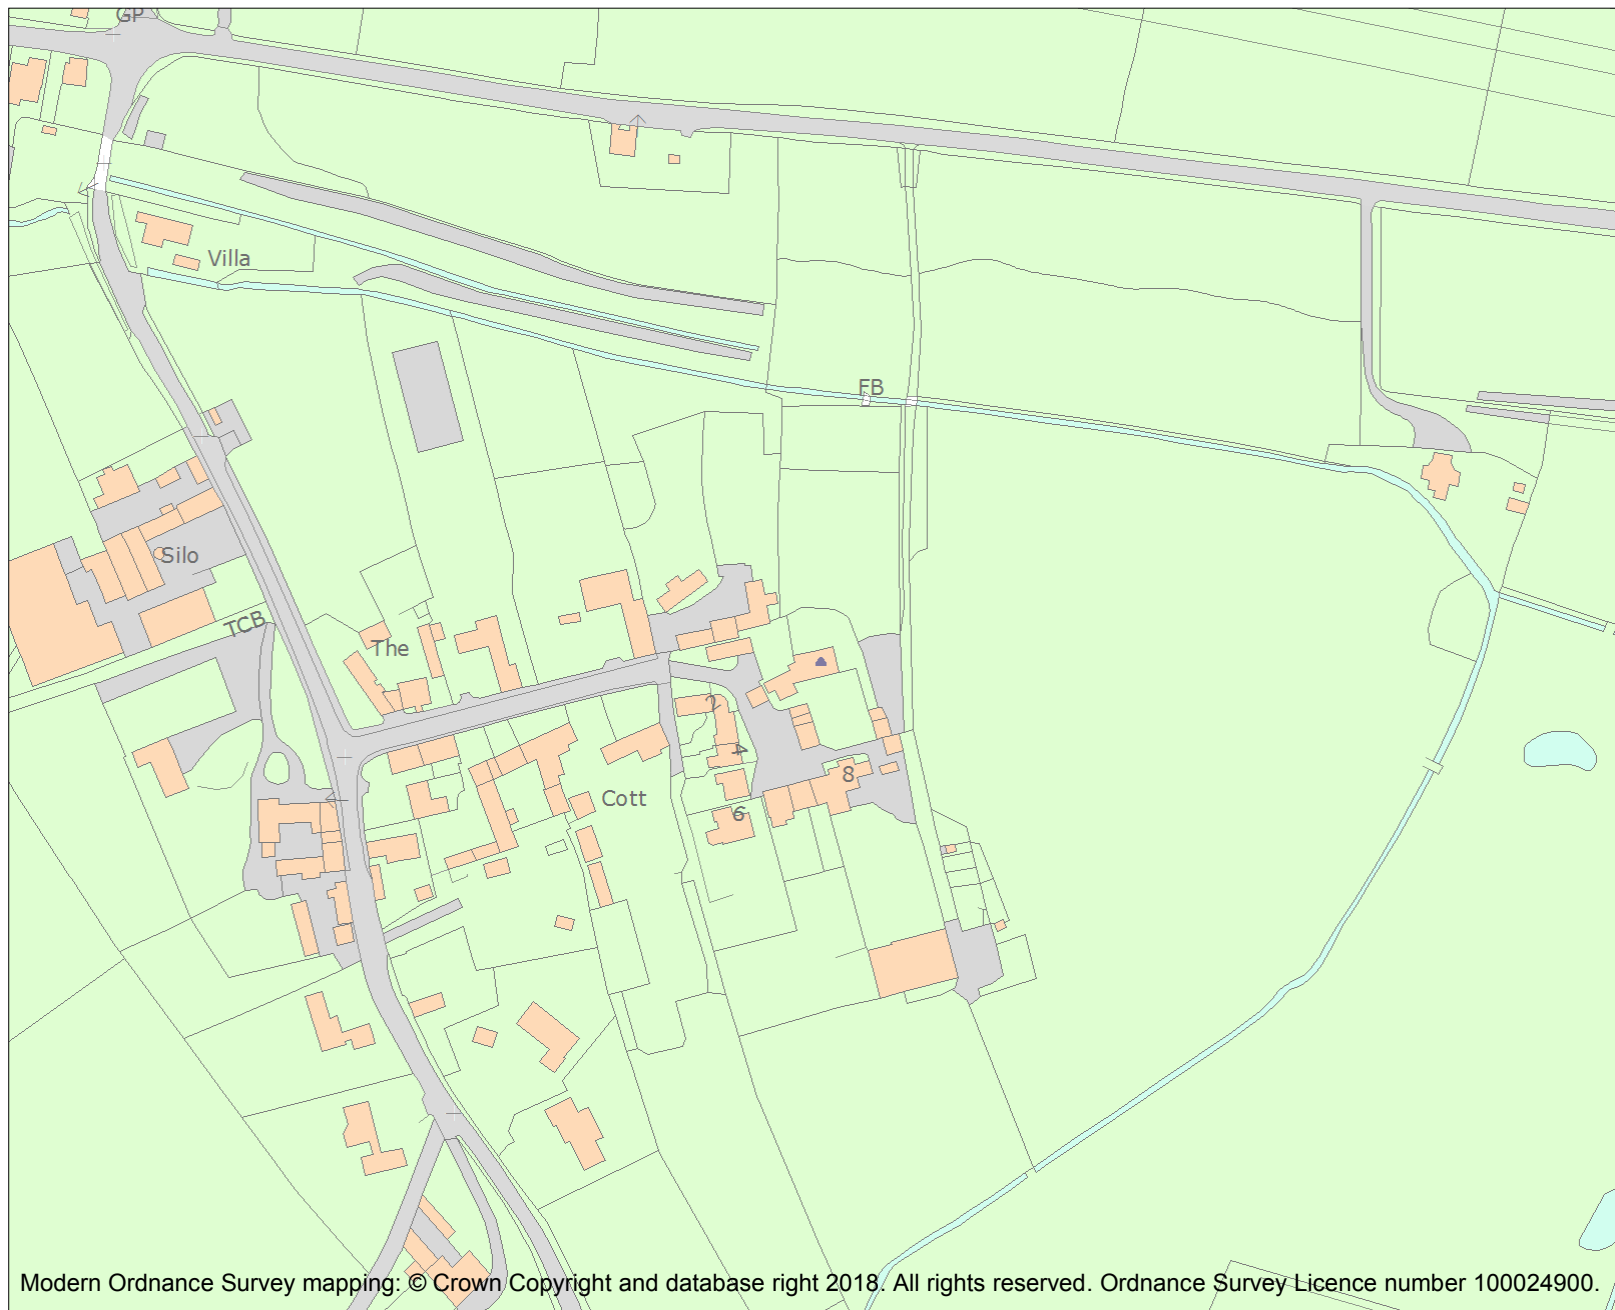 GP
Villa
FB
Silo
TCB
The
2
4
8
Cott
6
Modern Ordnance Survey mapping: © Crown Copyright and database right 2018. All rights reserved. Ordnance Survey Licence number 100024900.